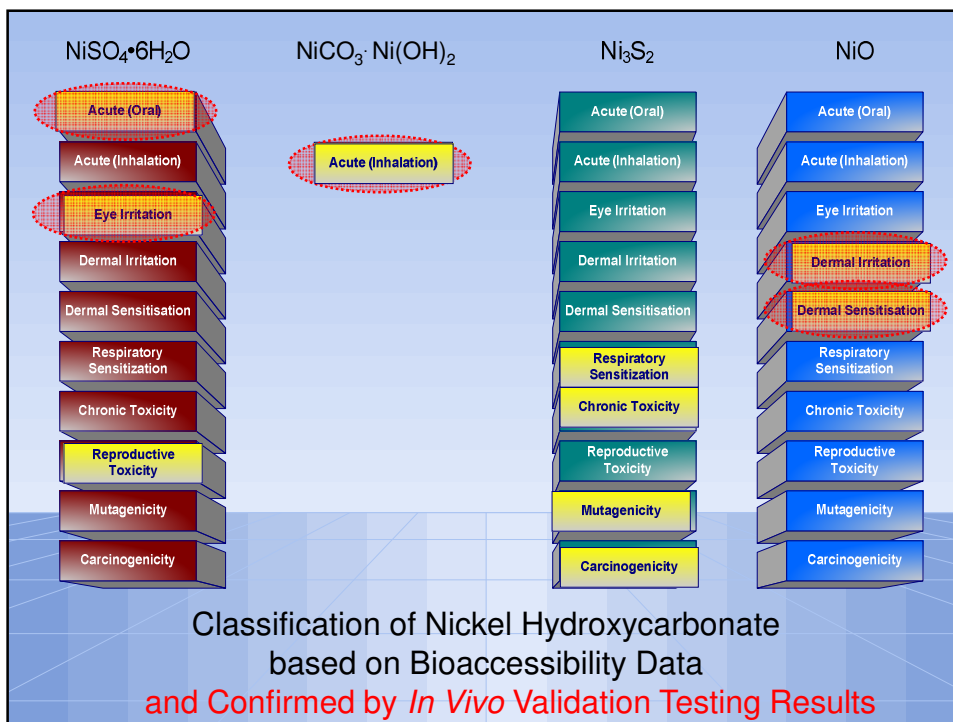 NiSO₄•6H₂O
NiCO₃· Ni(OH)₂
Ni₃S₂
NiO
Acute (Oral)
Acute (Inhalation)
Eye Irritation
Dermal Irritation
Dermal Sensitisation
Respiratory
Sensitization
Chronic Toxicity
Reproductive
Toxicity
Mutagenicity
Carcinogenicity
Acute (Inhalation)
Acute (Oral)
Acute (Inhalation)
Eye Irritation
Dermal Irritation
Dermal Sensitisation
Respiratory
Sensitization
Chronic Toxicity
Reproductive
Toxicity
Mutagenicity
Carcinogenicity
Acute (Oral)
Acute (Inhalation)
Eye Irritation
Dermal Irritation
Dermal Sensitisation
Respiratory
Sensitization
Chronic Toxicity
Reproductive
Toxicity
Mutagenicity
Carcinogenicity
Classification of Nickel Hydroxycarbonate
based on Bioaccessibility Data
and Confirmed by In Vivo Validation Testing Results